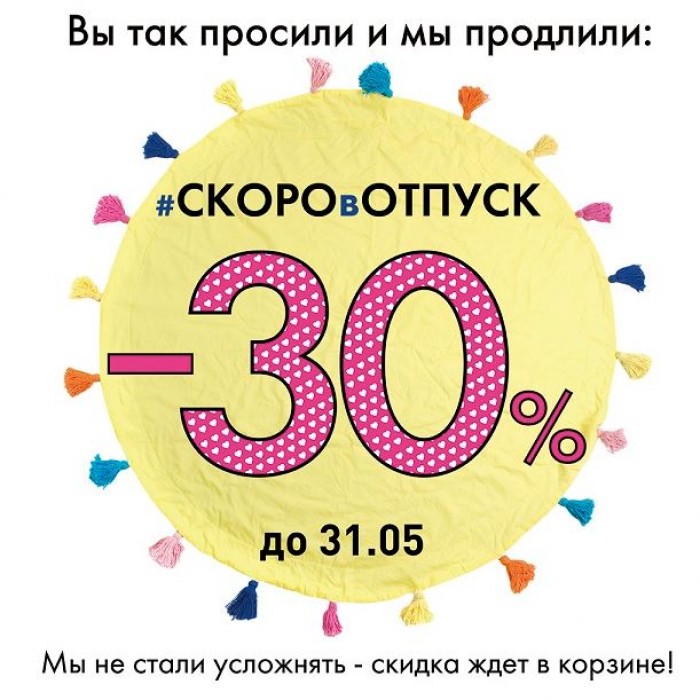 Вы так просили и мы продлили:
#СКОРОвОТПУСК
-30%
до 31.05
Мы не стали усложнять - скидка ждет в корзине!